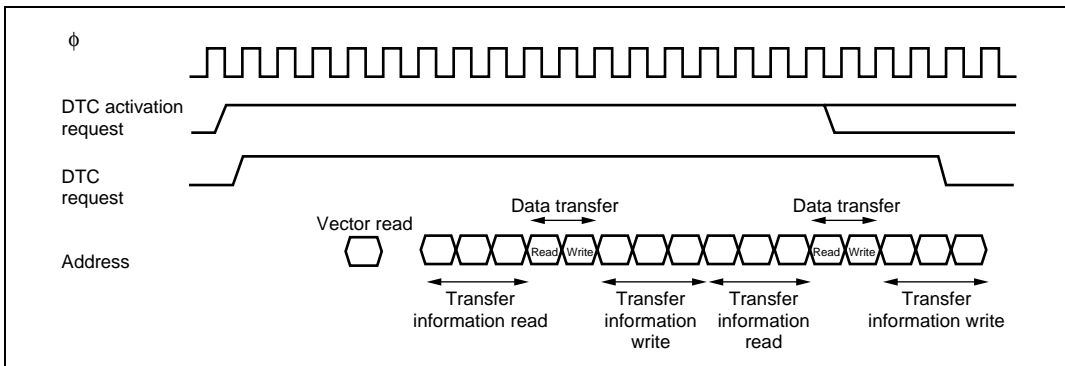 ϕ
DTC activation
request
DTC
request
Data transfer
Data transfer
Vector read
Address
Read
Write
Read
Write
Transfer
information read
Transfer
information
write
Transfer
information
read
Transfer
information write